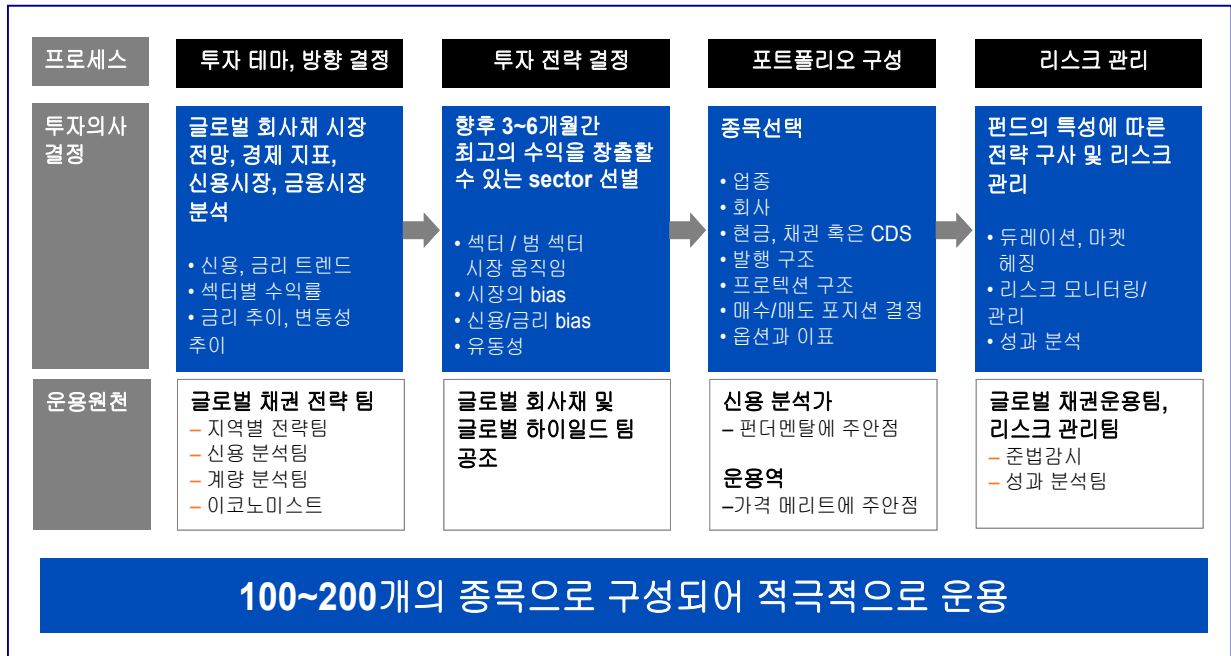 프로세스
투자 테마, 방향 결정
투자 전략 결정
포트폴리오 구성
리스크 관리
투자의사
결정
글로벌 회사채 시장
전망, 경제 지표,
신용시장, 금융시장
분석
• 신용, 금리 트렌드
• 섹터별 수익률
• 금리 추이, 변동성
추이
향후 3~6개월간
최고의 수익을 창출할
수 있는 sector 선별
• 섹터 / 범 섹터
시장 움직임
• 시장의 bias
• 신용/금리 bias
• 유동성
종목선택
• 업종
• 회사
• 현금, 채권 혹은 CDS
• 발행 구조
• 프로텍션 구조
• 매수/매도 포지션 결정
• 옵션과 이표
펀드의 특성에 따른
전략 구사 및 리스크
관리
• 듀레이션, 마켓
헤징
• 리스크 모니터링/
관리
• 성과 분석
운용원천
글로벌 채권 전략 팀
– 지역별 전략팀
– 신용 분석팀
– 계량 분석팀
– 이코노미스트
글로벌 회사채 및
글로벌 하이일드 팀
공조
신용 분석가
– 펀더멘탈에 주안점
운용역
–가격 메리트에 주안점
글로벌 채권운용팀,
리스크 관리팀
– 준법감시
– 성과 분석팀
100~200개의 종목으로 구성되어 적극적으로 운용